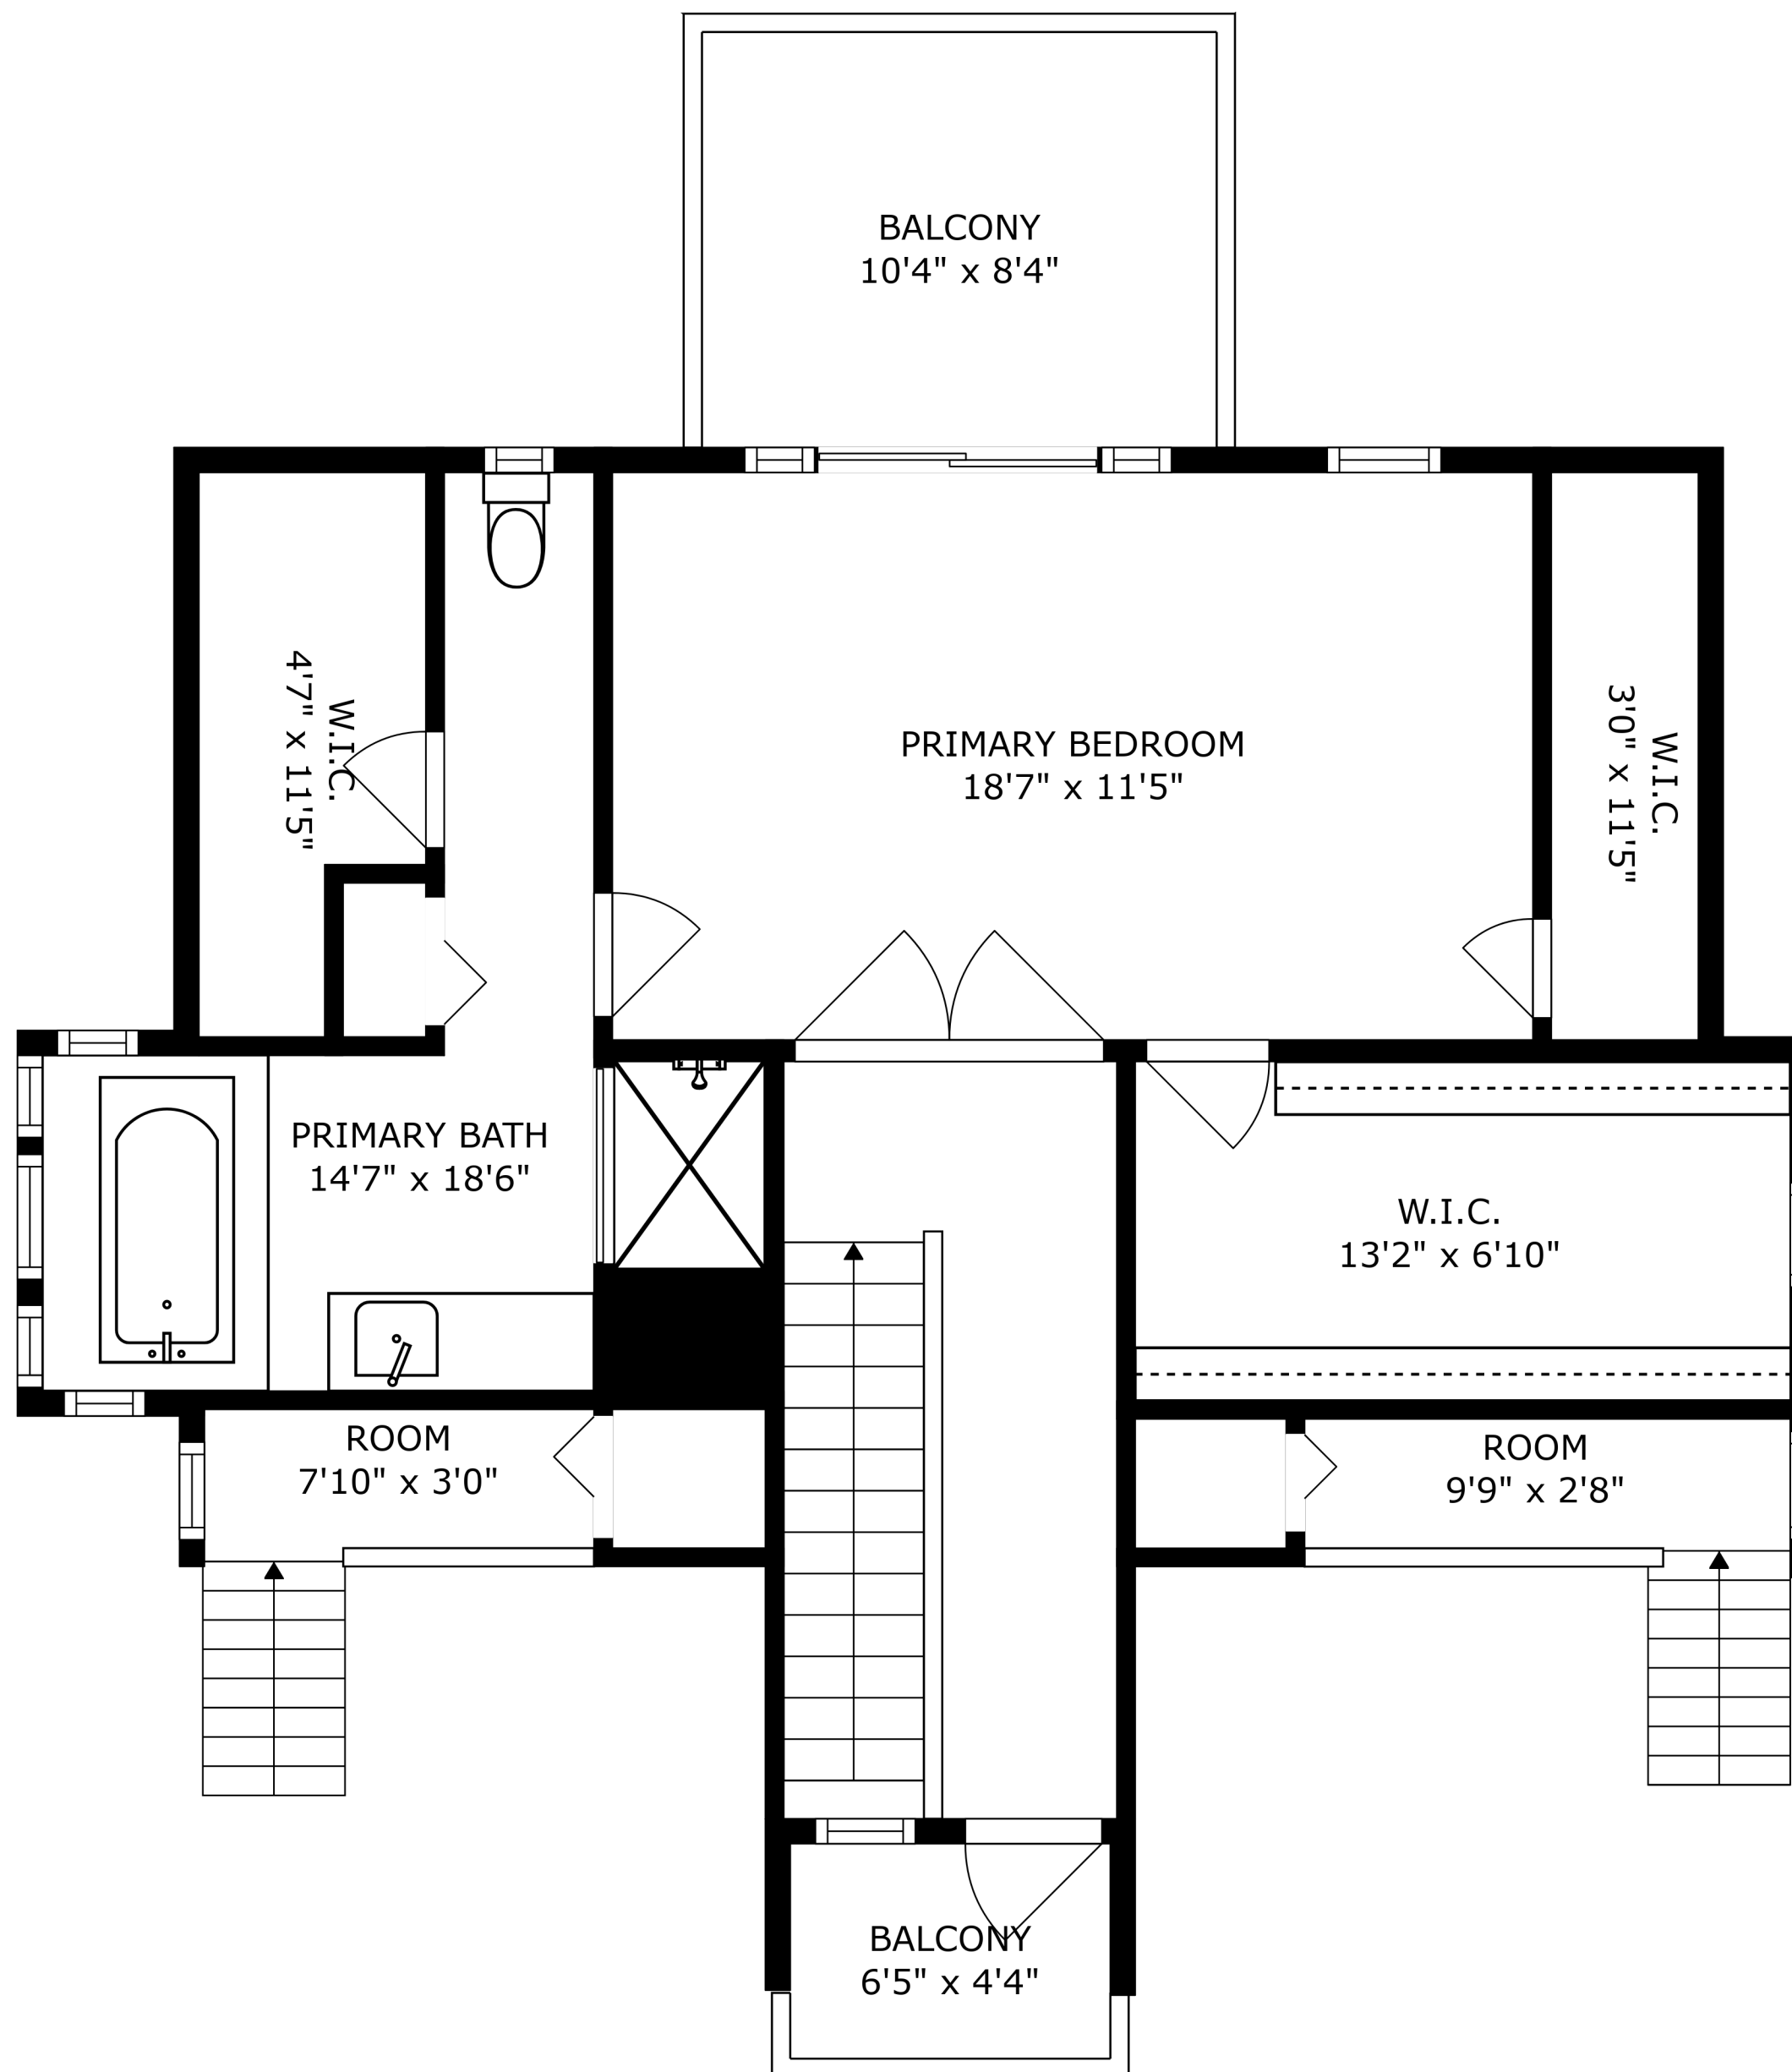 BALCONY
10'4" x 8'4"
W.I.C.
4'7" x 11'5"
PRIMARY BEDROOM
18'7" x 11'5"
W.I.C.
3'0" x 11'5"
PRIMARY BATH
14'7" x 18'6"
W.I.C.
13'2" x 6'10"
ROOM
7'10" x 3'0"
ROOM
9'9" x 2'8"
BALCONY
6'5" x 4'4"